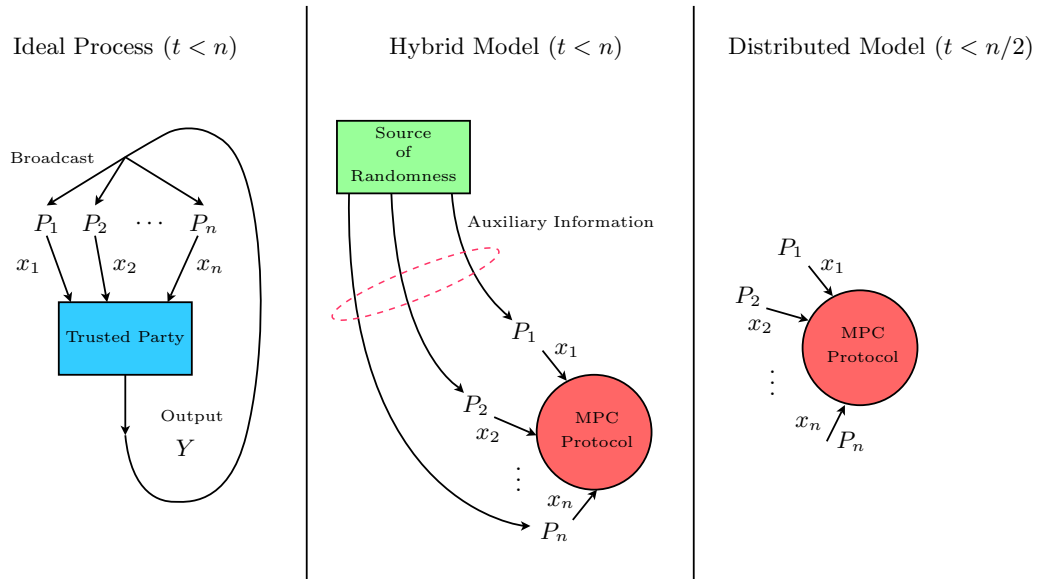 Ideal Process (t < n)
Broadcast
P₁ P₂ ⋯ Pₙ
x₁ x₂ xₙ
Trusted Party
Output
Y
Hybrid Model (t < n)
Source
of
Randomness
Auxiliary Information
P₁
x₁
P₂
x₂
MPC
Protocol
⋮
xₙ
Pₙ
Distributed Model (t < n/2)
P₁
x₁
P₂
x₂
MPC
Protocol
⋮
xₙ
Pₙ